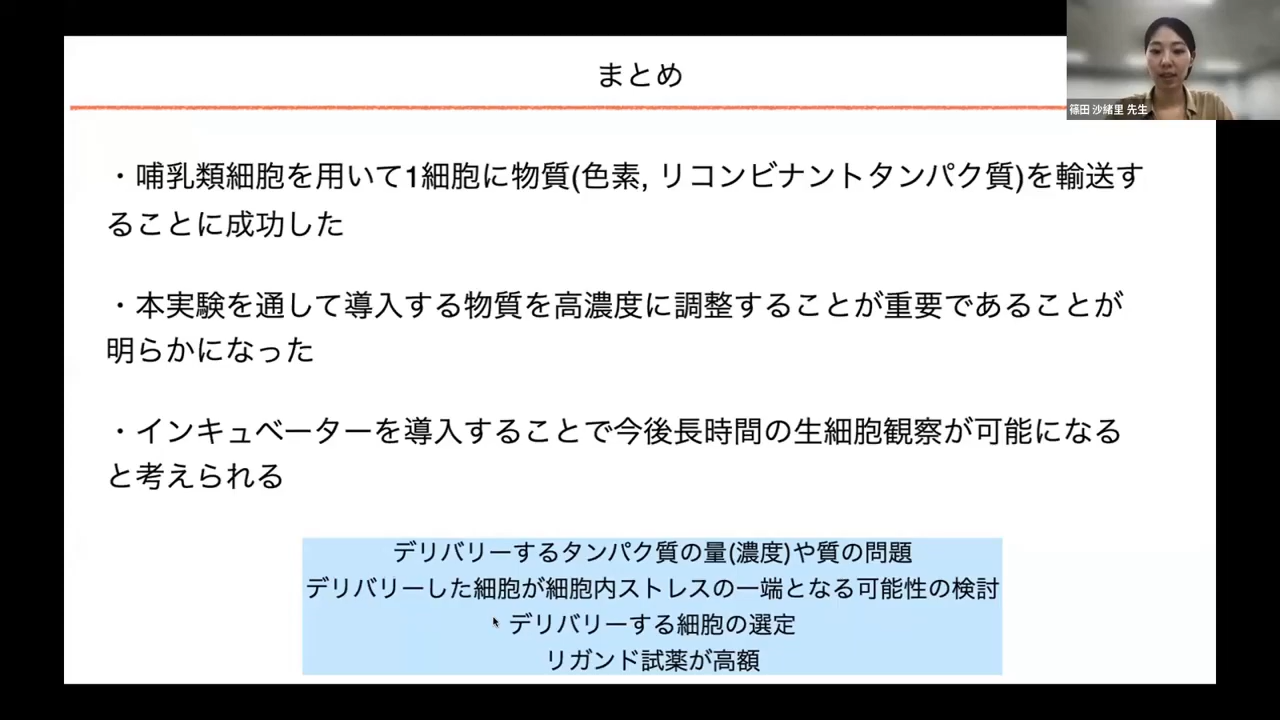 まとめ
篠田 沙緒里 先生
・哺乳類細胞を用いて1細胞に物質(色素, リコンビナントタンパク質)を輸送す
ることに成功した
・本実験を通して導入する物質を高濃度に調整することが重要であることが
明らかになった
・インキュベーターを導入することで今後長時間の生細胞観察が可能になる
と考えられる
デリバリーするタンパク質の量(濃度)や質の問題
デリバリーした細胞が細胞内ストレスの一端となる可能性の検討
デリバリーする細胞の選定
リガンド試薬が高額